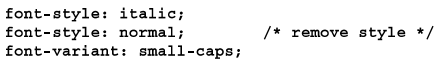 font-style: italic;
font-style: normal;        /* remove style */
font-variant: small-caps;